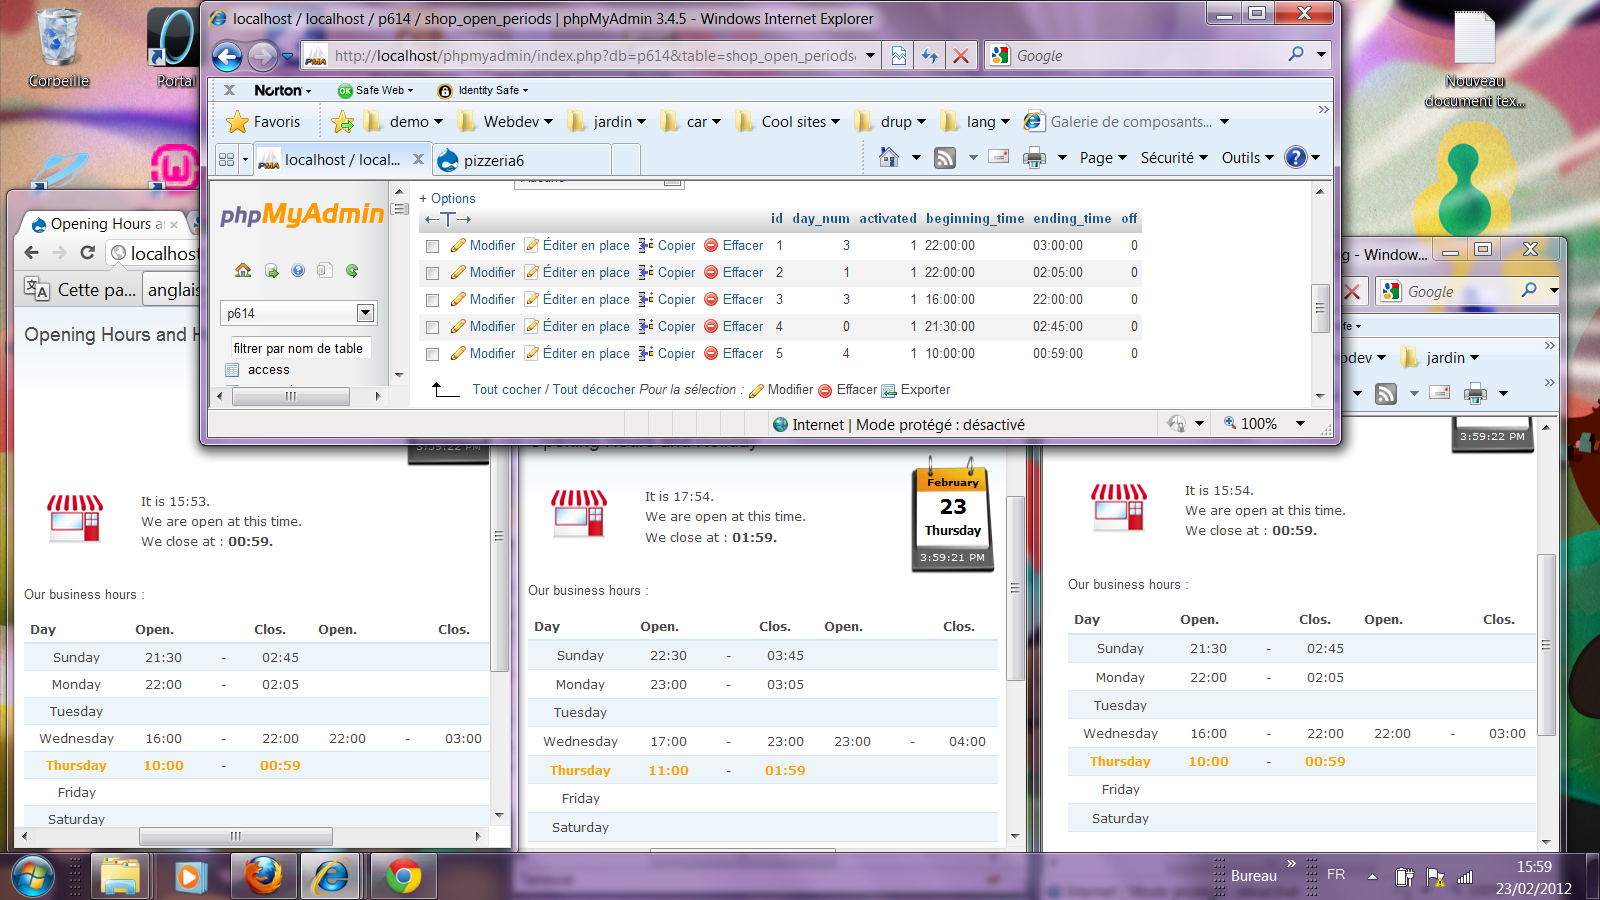 Corbeille
Portal
Nouveau
document tex...
localhost / localhost / p614 / shop_open_periods | phpMyAdmin 3.4.5 - Windows Internet Explorer
http://localhost/phpmyadmin/index.php?db=p614&table=shop_open_periods
Google
X Norton
OK Safe Web
Identity Safe
Favoris
demo
Webdev
jardin
car
Cool sites
drup
lang
Galerie de composants...
PMA localhost / local... X
pizzeria6
Page
Sécurité
Outils
phpMyAdmin
p614
filtrer par nom de table
access
+ Options
←T→ id day_num activated beginning_time ending_time off
Modifier Éditer en place Copier Effacer 1 3 1 22:00:00 03:00:00 0
Modifier Éditer en place Copier Effacer 2 1 1 22:00:00 02:05:00 0
Modifier Éditer en place Copier Effacer 3 3 1 16:00:00 22:00:00 0
Modifier Éditer en place Copier Effacer 4 0 1 21:30:00 02:45:00 0
Modifier Éditer en place Copier Effacer 5 4 1 10:00:00 00:59:00 0
Tout cocher / Tout décocher Pour la sélection : Modifier Effacer Exporter
Internet | Mode protégé : désactivé
100%
Opening Hours a
localhost
Cette pa...
anglais
Opening Hours and H
3:59:22 PM
It is 15:53.
We are open at this time.
We close at : 00:59.
Our business hours :
Day Open. Clos. Open. Clos.
Sunday 21:30 - 02:45
Monday 22:00 - 02:05
Tuesday
Wednesday 16:00 - 22:00 22:00 - 03:00
Thursday 10:00 - 00:59
Friday
Saturday
Opening Hours and Holiday
February
23
Thursday
3:59:21 PM
It is 17:54.
We are open at this time.
We close at : 01:59.
Our business hours :
Day Open. Clos. Open. Clos.
Sunday 22:30 - 03:45
Monday 23:00 - 03:05
Tuesday
Wednesday 17:00 - 23:00 23:00 - 04:00
Thursday 11:00 - 01:59
Friday
Saturday
g - Window...
Google
jardin
3:59:22 PM
It is 15:54.
We are open at this time.
We close at : 00:59.
Our business hours :
Day Open. Clos. Open. Clos.
Sunday 21:30 - 02:45
Monday 22:00 - 02:05
Tuesday
Wednesday 16:00 - 22:00 22:00 - 03:00
Thursday 10:00 - 00:59
Friday
Saturday
Bureau
FR
15:59
23/02/2012